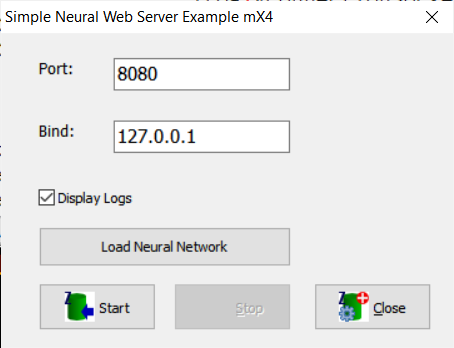 Simple Neural Web Server Example mX4
Port:
8080
Bind:
127.0.0.1
Display Logs
Load Neural Network
Start
Stop
Close